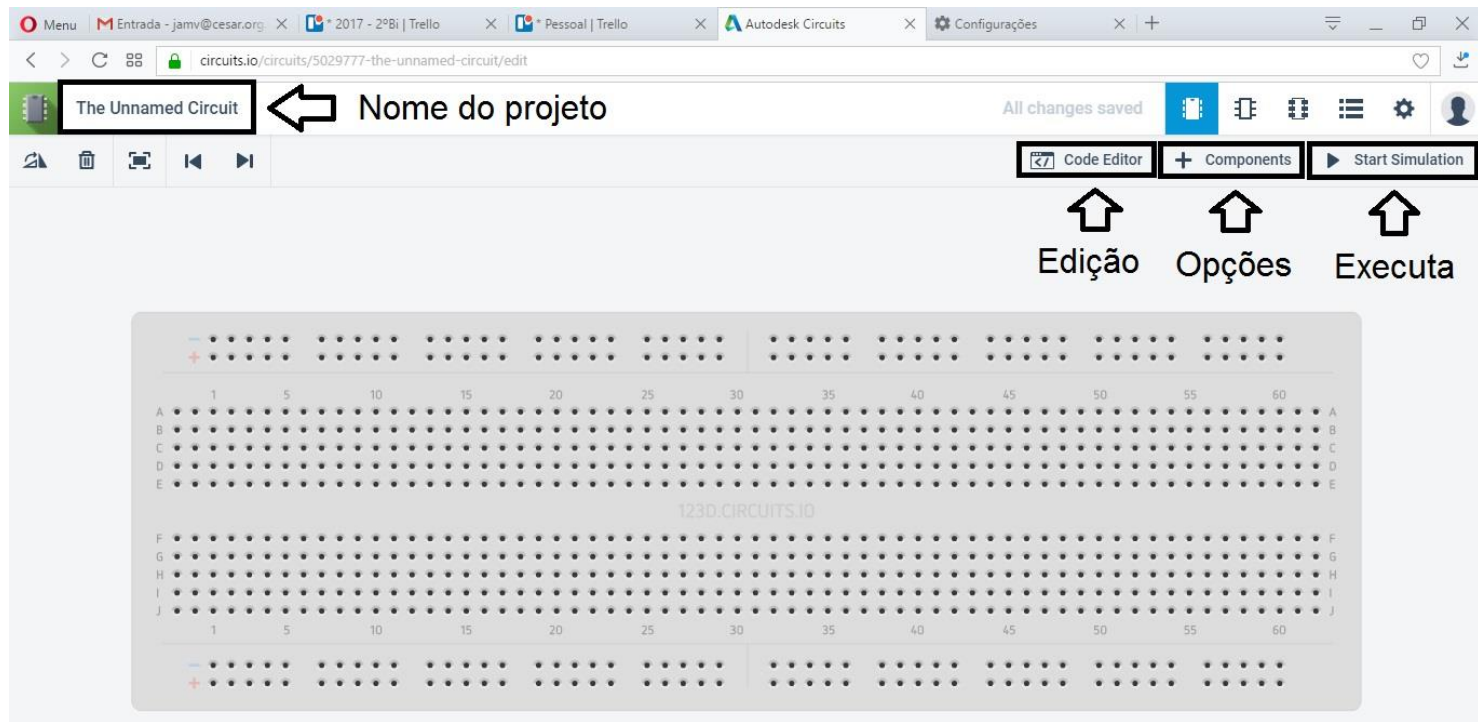 Menu
Entrada - jamv@cesar.org.
* 2017 - 2ºBi | Trello
* Pessoal | Trello
Autodesk Circuits
Configurações
circuits.io/circuits/5029777-the-unnamed-circuit/edit
The Unnamed Circuit
Nome do projeto
All changes saved
Code Editor
+ Components
Start Simulation
Edição
Opções
Executa
-
+
1 5 10 15 20 25 30 35 40 45 50 55 60
A A
B B
C C
D D
E E
123D.CIRCUITS.IO
F F
G G
H H
I I
J J
1 5 10 15 20 25 30 35 40 45 50 55 60
-
+